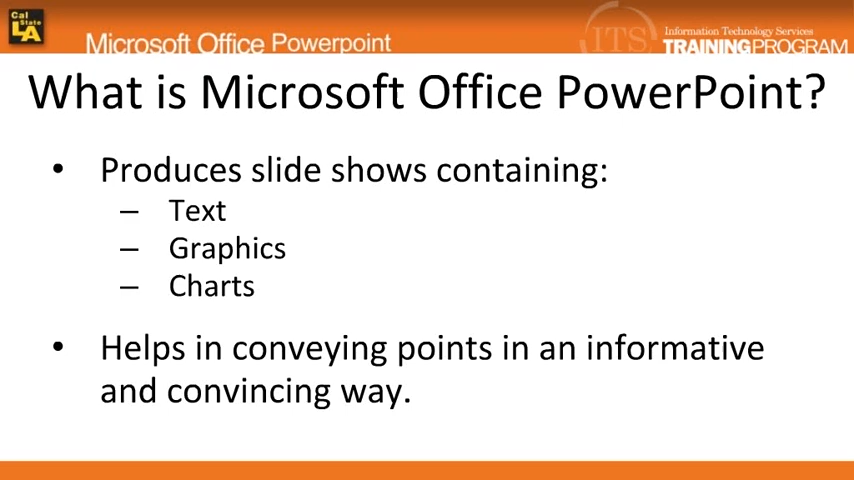 Cal
State
LA
Microsoft Office Powerpoint
ITS
Information Technology Services
TRAINING PROGRAM
What is Microsoft Office PowerPoint?
• Produces slide shows containing:
– Text
– Graphics
– Charts
• Helps in conveying points in an informative
and convincing way.